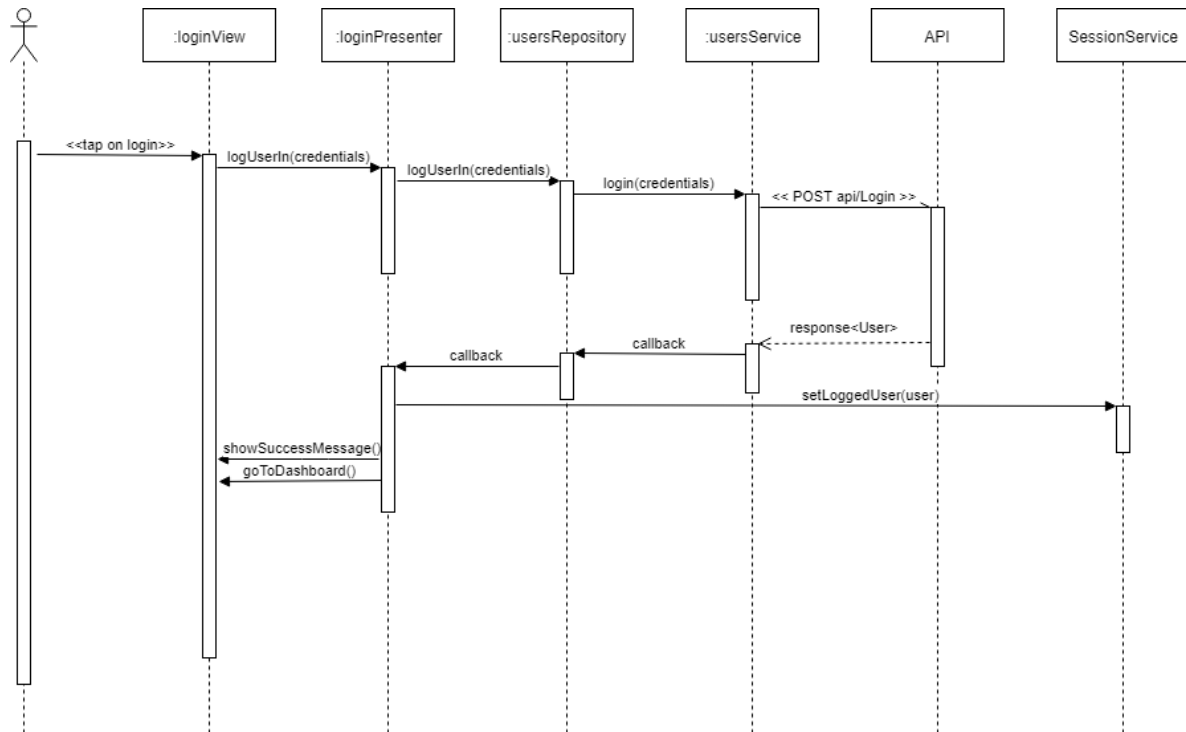 :loginView
:loginPresenter
:usersRepository
:usersService
API
SessionService
<<tap on login>>
logUserIn(credentials)
logUserIn(credentials)
login(credentials)
<< POST api/Login >>
response<User>
callback
callback
setLoggedUser(user)
showSuccessMessage()
goToDashboard()